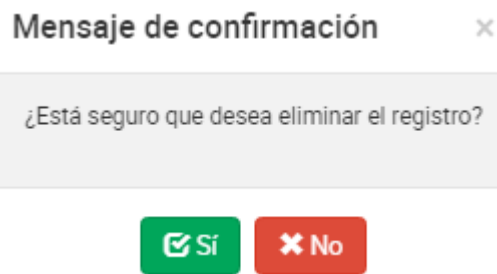 Mensaje de confirmación ×
¿Está seguro que desea eliminar el registro?
Sí No